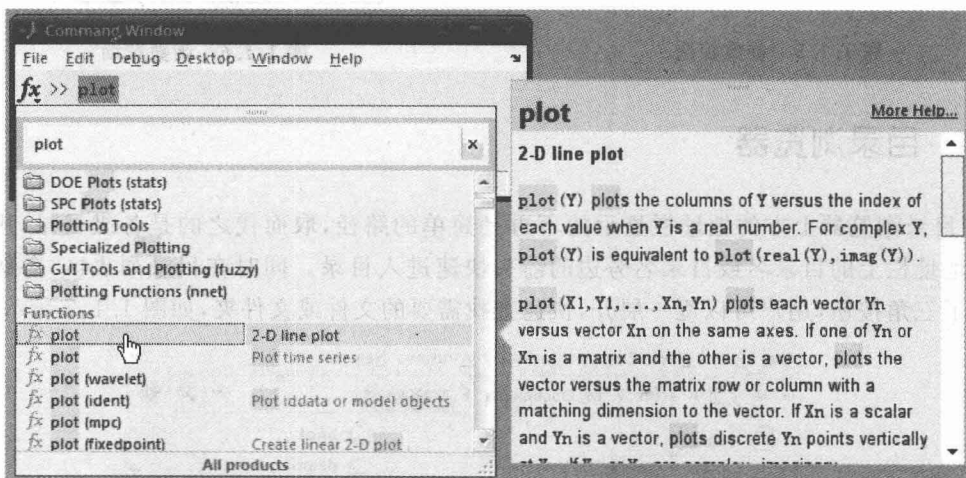 Command Window
File Edit Debug Desktop Window Help
fx >> plot
plot
DOE Plots (stats)
SPC Plots (stats)
Plotting Tools
Specialized Plotting
GUI Tools and Plotting (fuzzy)
Plotting Functions (nnet)
Functions
fx plot 2-D line plot
fx plot Plot time series
fx plot (wavelet)
fx plot (ident) Plot iddata or model objects
fx plot (mpc)
fx plot (fixedpoint) Create linear 2-D plot
All products
plot More Help...
2-D line plot
plot(Y) plots the columns of Y versus the index of
each value when Y is a real number. For complex Y,
plot(Y) is equivalent to plot(real(Y),imag(Y)).
plot(X1,Y1,...,Xn,Yn) plots each vector Yn
versus vector Xn on the same axes. If one of Yn or
Xn is a matrix and the other is a vector, plots the
vector versus the matrix row or column with a
matching dimension to the vector. If Xn is a scalar
and Yn is a vector, plots discrete Yn points vertically